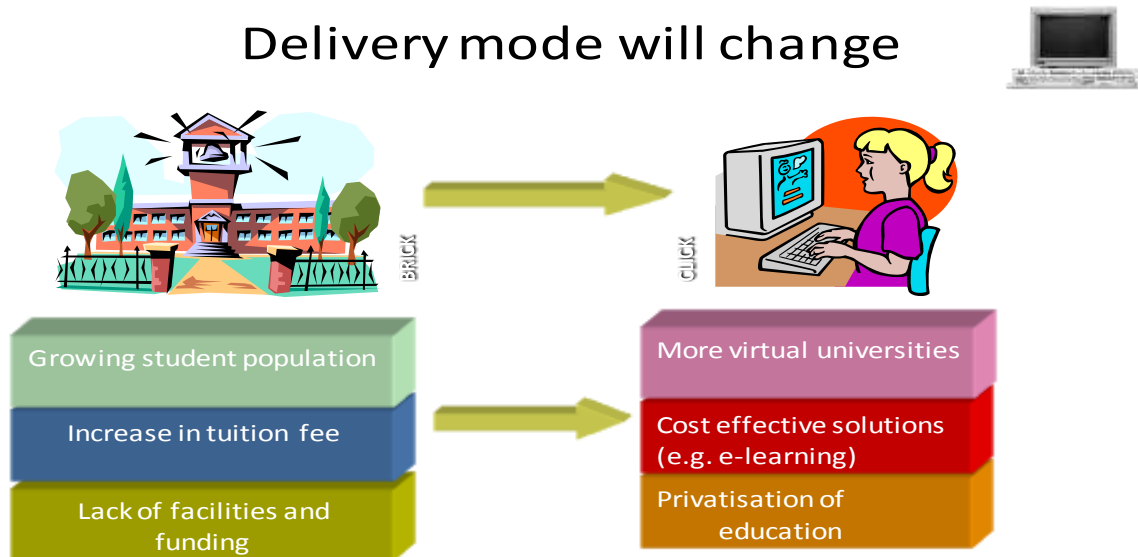 Delivery mode will change
BRICK
CLICK
Growing student population
Increase in tuition fee
Lack of facilities and
funding
More virtual universities
Cost effective solutions
(e.g. e-learning)
Privatisation of
education